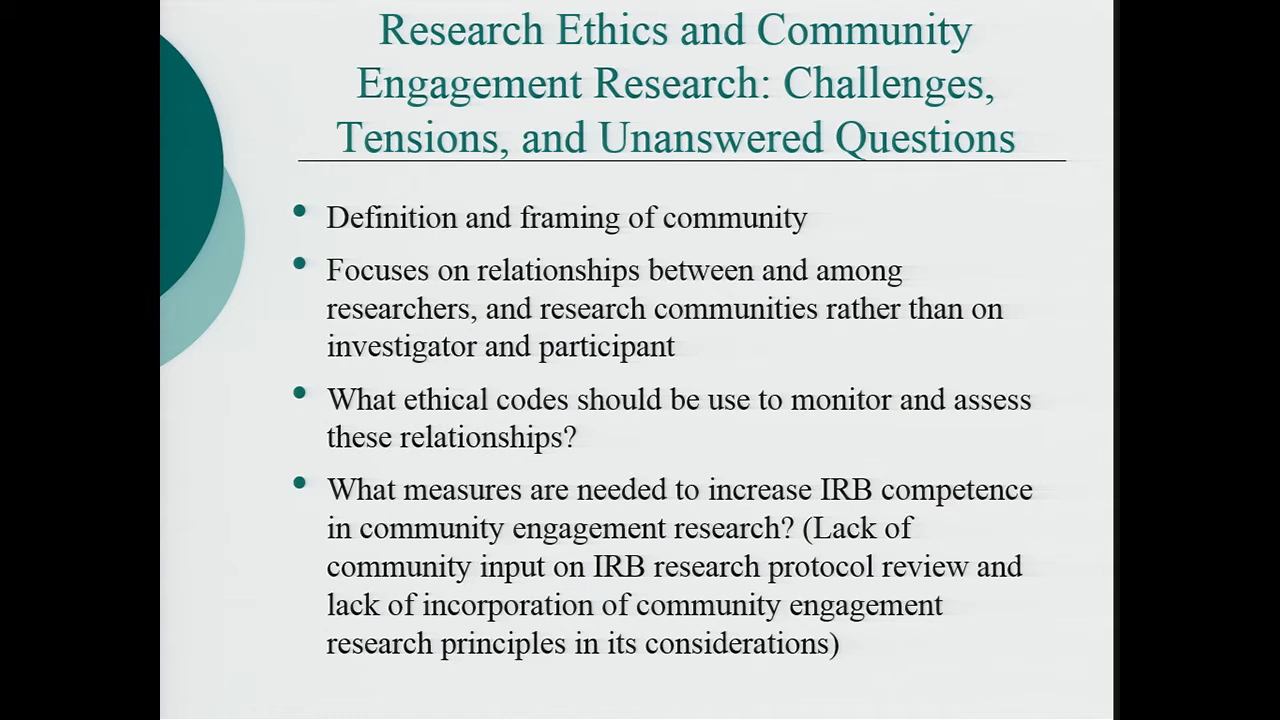 Research Ethics and Community
Engagement Research: Challenges,
Tensions, and Unanswered Questions
Definition and framing of community
Focuses on relationships between and among
researchers, and research communities rather than on
investigator and participant
What ethical codes should be use to monitor and assess
these relationships?
What measures are needed to increase IRB competence
in community engagement research? (Lack of
community input on IRB research protocol review and
lack of incorporation of community engagement
research principles in its considerations)